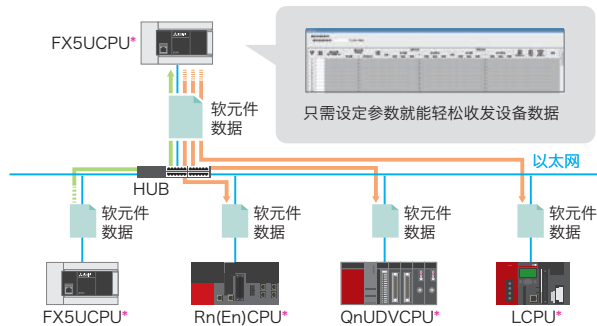 FX5UCPU*
只需设定参数就能轻松收发设备数据
软元件
数据
以太网
HUB
软元件
数据
软元件
数据
软元件
数据
软元件
数据
FX5UCPU*
Rn(En)CPU*
QnUDVCPU*
LCPU*